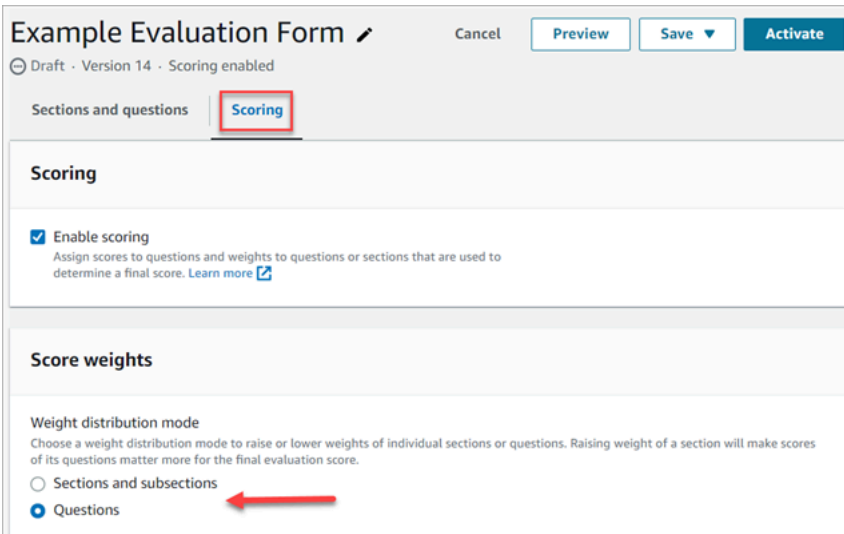 Example Evaluation Form
Cancel
Preview
Save ▼
Activate
Draft · Version 14 · Scoring enabled
Sections and questions
Scoring
Scoring
Enable scoring
Assign scores to questions and weights to questions or sections that are used to
determine a final score. Learn more
Score weights
Weight distribution mode
Choose a weight distribution mode to raise or lower weights of individual sections or questions. Raising weight of a section will make scores
of its questions matter more for the final evaluation score.
Sections and subsections
Questions